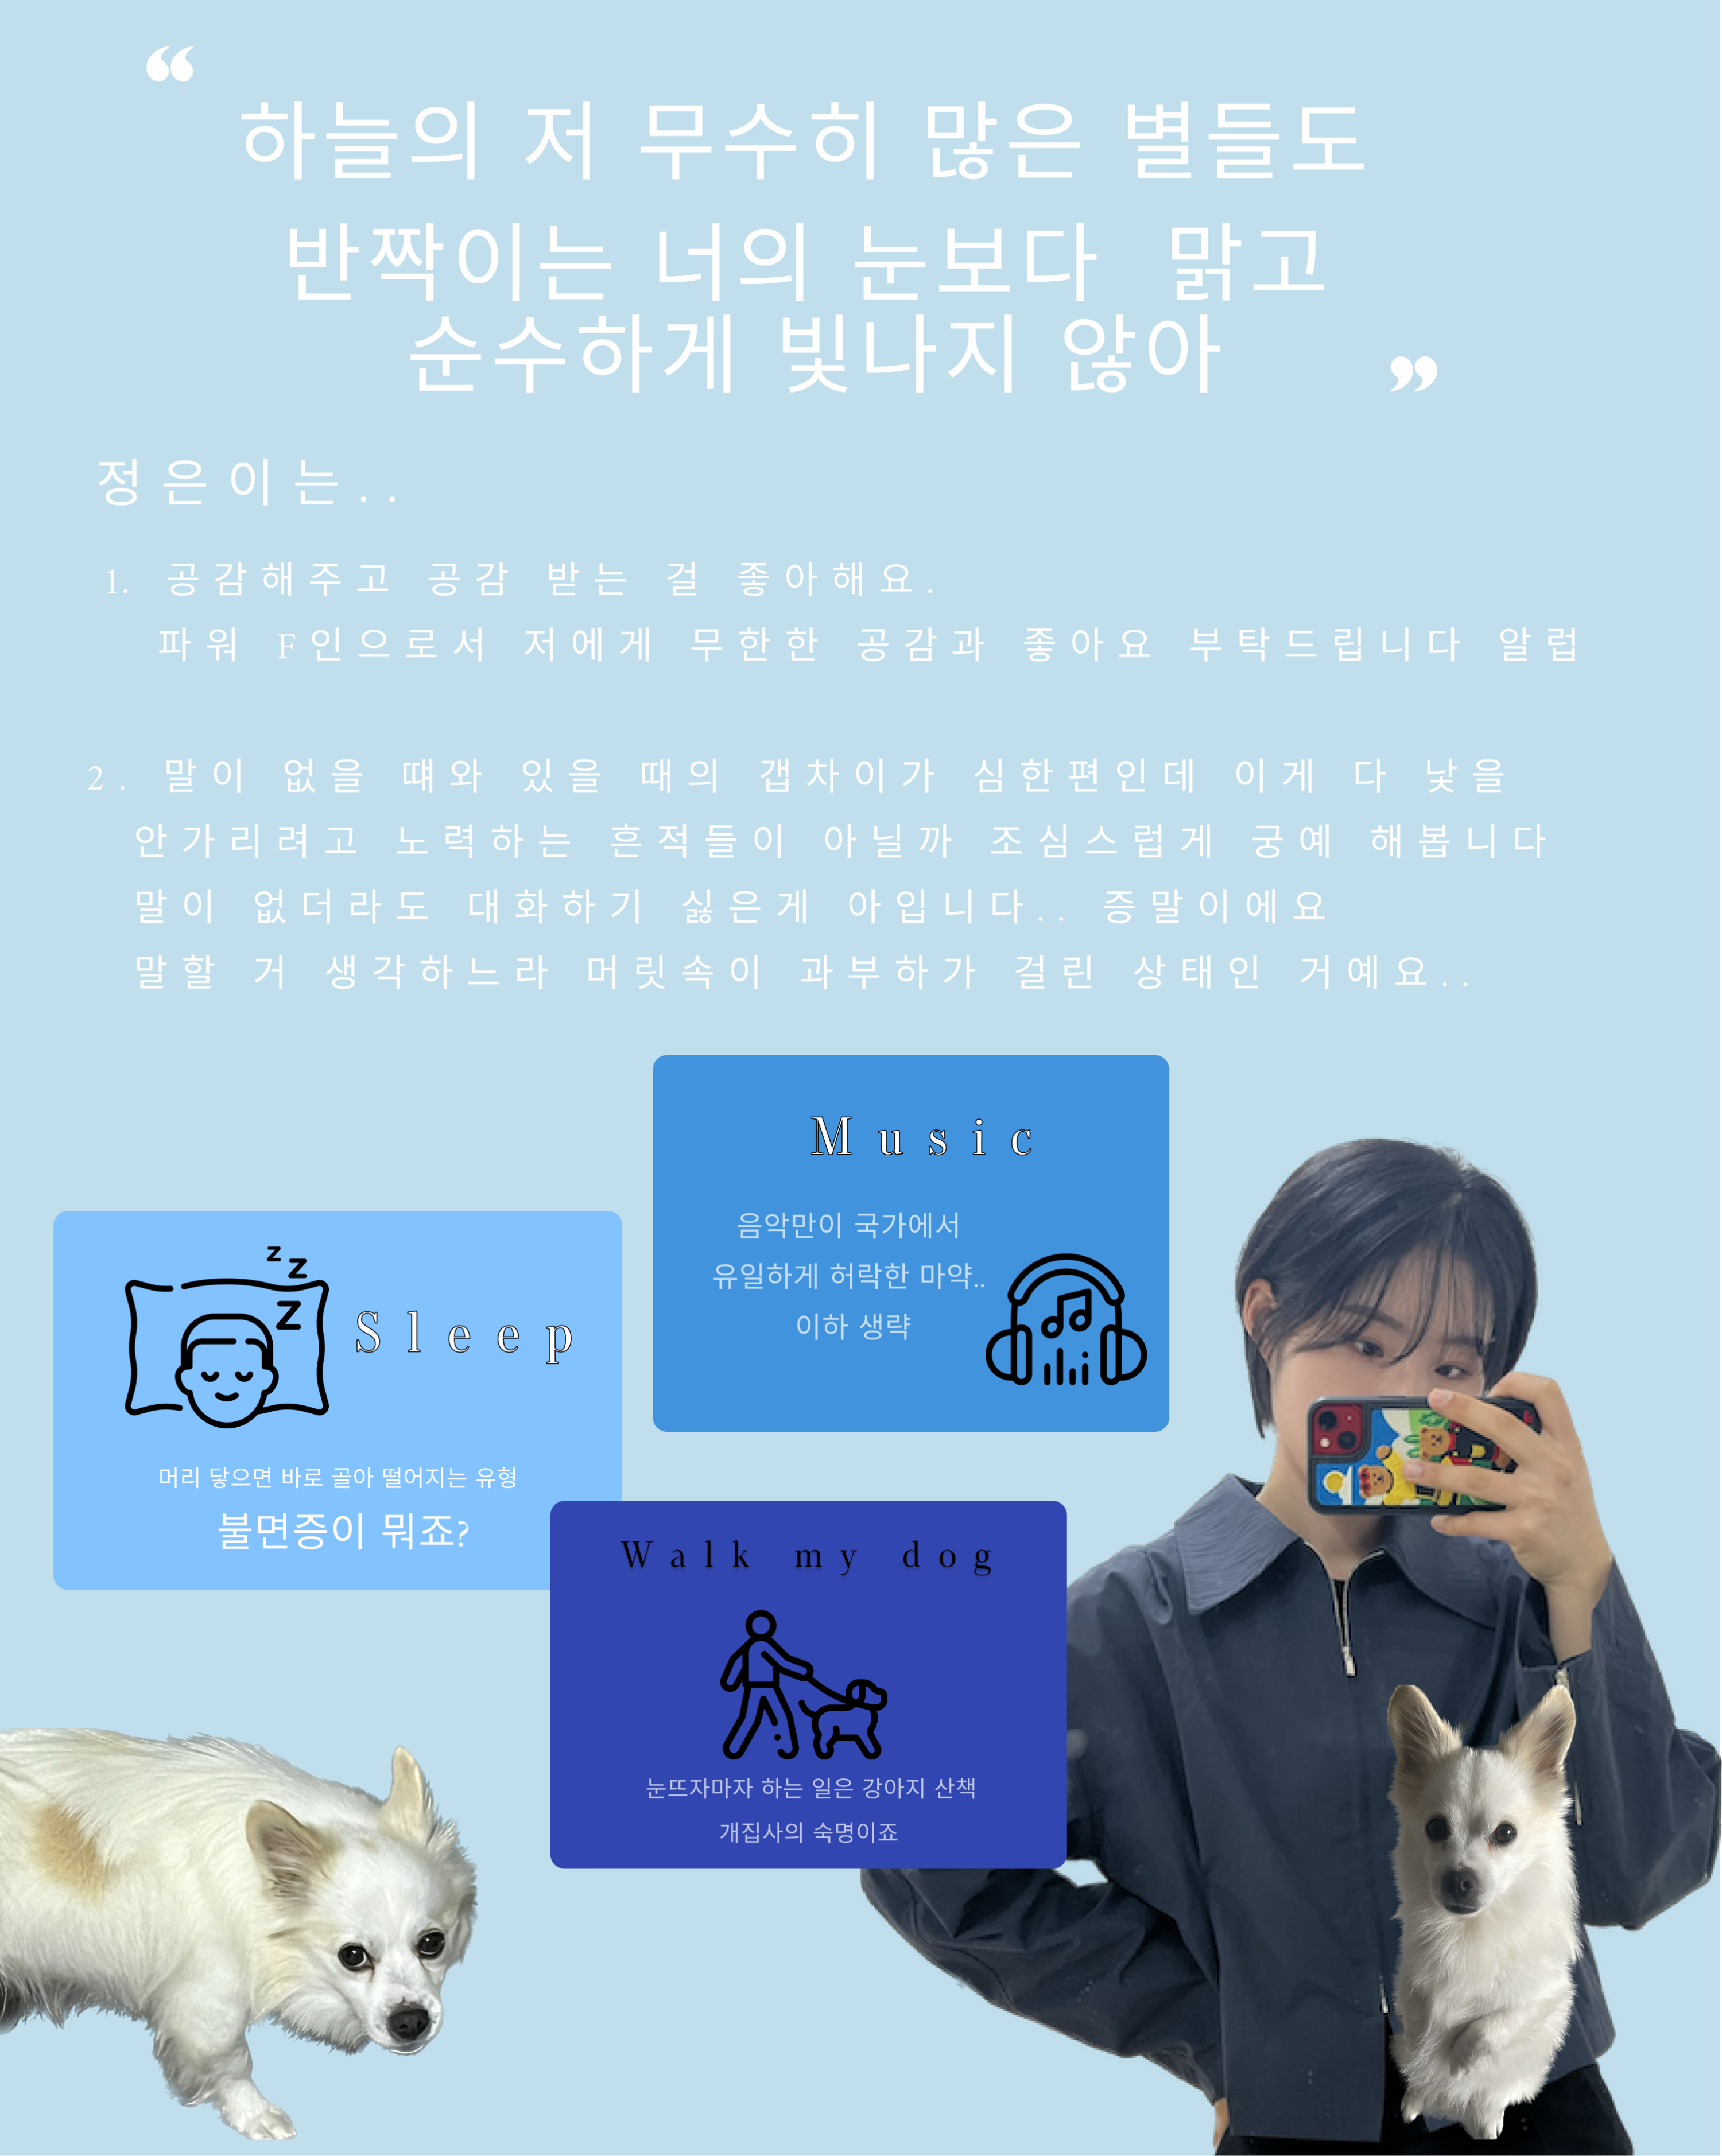 “
하늘의 저 무수히 많은 별들도
반짝이는 너의 눈보다 맑고
순수하게 빛나지 않아
”
정은이는..
1. 공감해주고 공감 받는 걸 좋아해요.
파워 F인으로서 저에게 무한한 공감과 좋아요 부탁드립니다 알럽
2. 말이 없을 떄와 있을 때의 갭차이가 심한편인데 이게 다 낯을
안가리려고 노력하는 흔적들이 아닐까 조심스럽게 궁예 해봅니다
말이 없더라도 대화하기 싫은게 아입니다.. 증말이에요
말할 거 생각하느라 머릿속이 과부하가 걸린 상태인 거예요..
Music
음악만이 국가에서
유일하게 허락한 마약..
이하 생략
z
z
z
Sleep
머리 닿으면 바로 골아 떨어지는 유형
불면증이 뭐죠?
Walk my dog
눈뜨자마자 하는 일은 강아지 산책
개집사의 숙명이죠